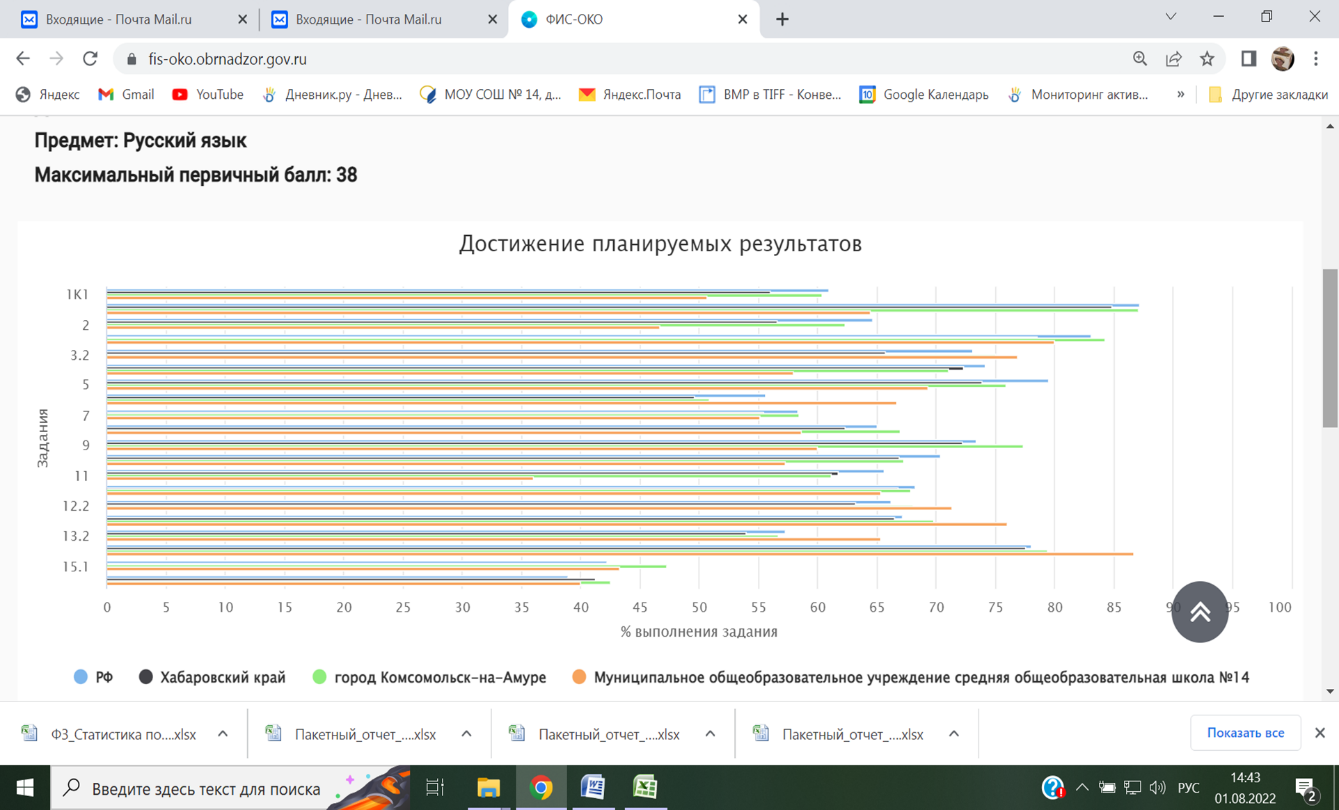 Входящие - Почта Mail.ru
Входящие - Почта Mail.ru
ФИС-ОКО
fis-oko.obrnadzor.gov.ru
Яндекс
Gmail
YouTube
Дневник.ру - Днев...
МОУ СОШ № 14, д...
Яндекс.Почта
BMP в TIFF - Конве...
10
Google Календарь
Мониторинг актив...
»
Другие закладки
Предмет: Русский язык
Максимальный первичный балл: 38
Достижение планируемых результатов
Задания
1K1
2
3.2
5
7
9
11
12.2
13.2
15.1
0 5 10 15 20 25 30 35 40 45 50 55 60 65 70 75 80 85 95 100
% выполнения задания
РФ
Хабаровский край
город Комсомольск-на-Амуре
Муниципальное общеобразовательное учреждение средняя общеобразовательная школа №14
ФЗ_Статистика по....xlsx
Пакетный_отчет_....xlsx
Пакетный_отчет_....xlsx
Пакетный_отчет_....xlsx
Показать все
Введите здесь текст для поиска
РУС
14:43
01.08.2022
2